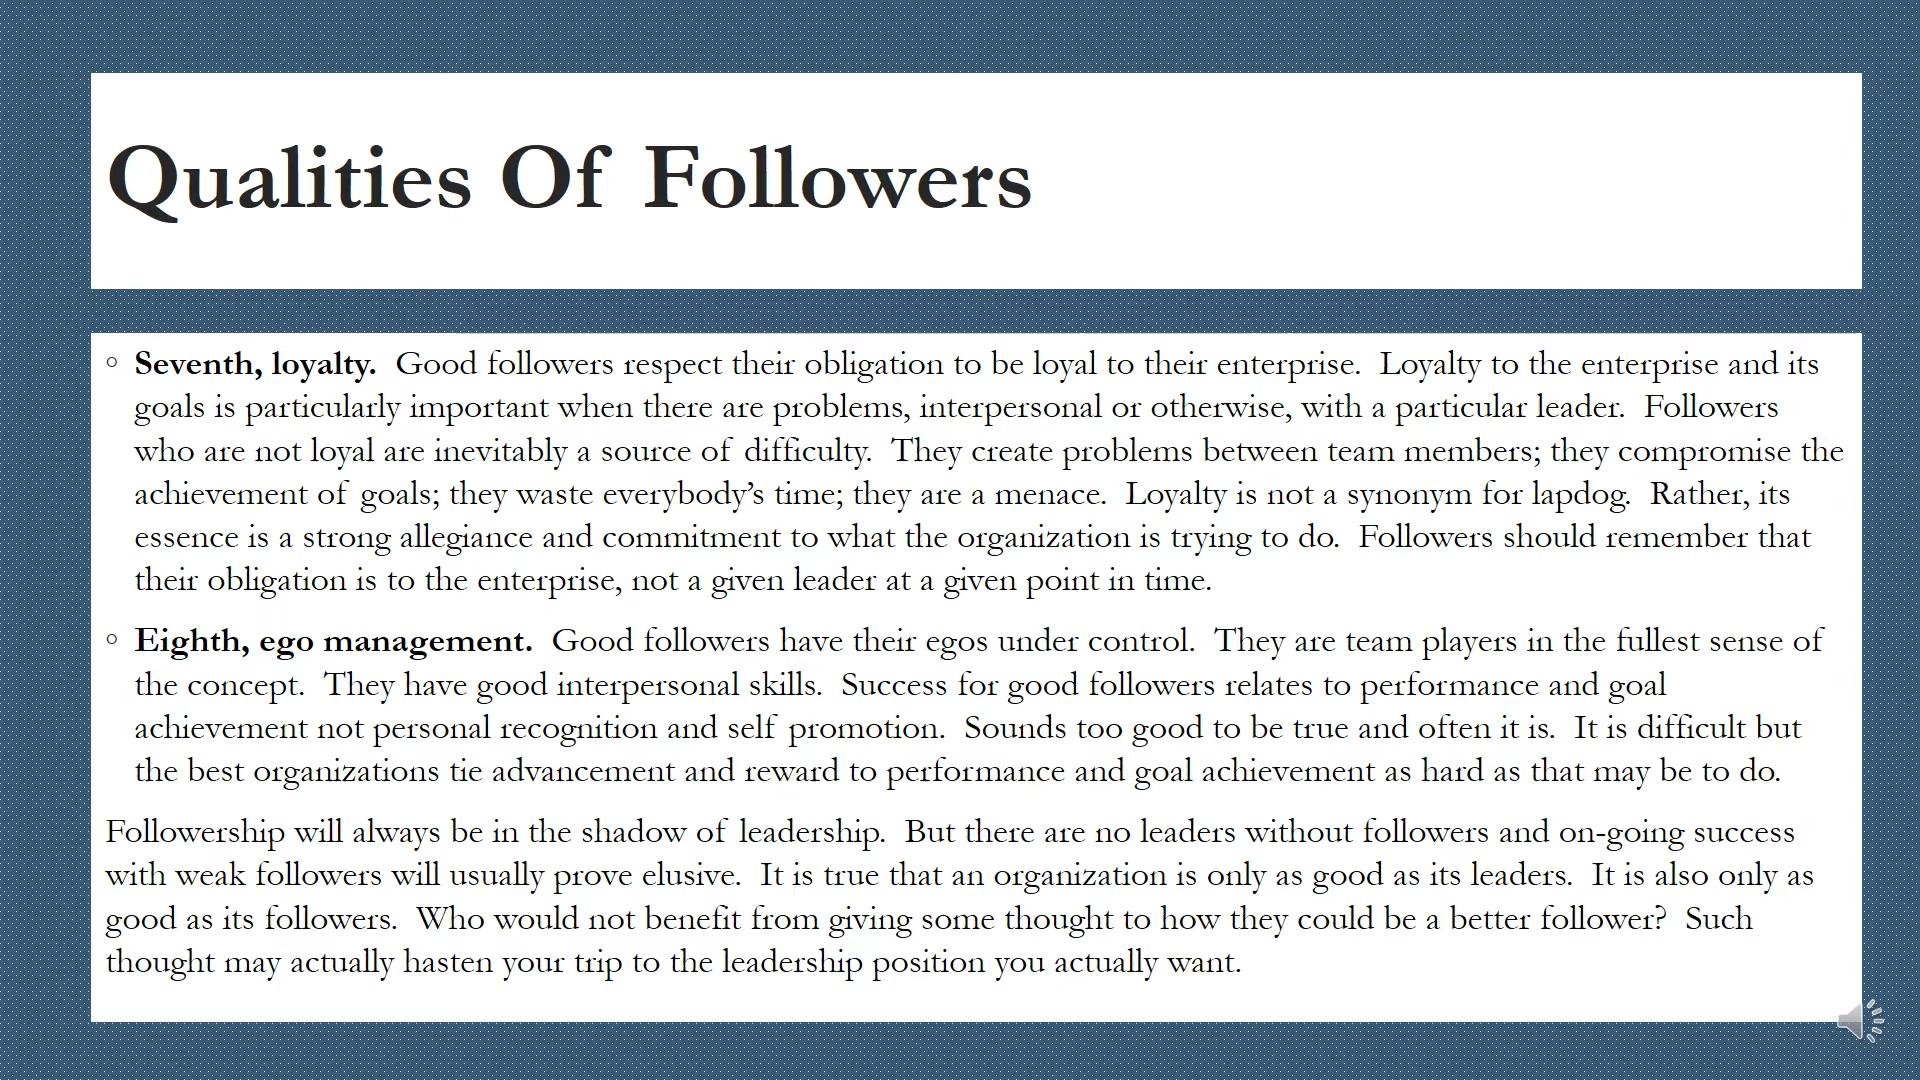 Qualities Of Followers
◦ Seventh, loyalty. Good followers respect their obligation to be loyal to their enterprise. Loyalty to the enterprise and its
goals is particularly important when there are problems, interpersonal or otherwise, with a particular leader. Followers
who are not loyal are inevitably a source of difficulty. They create problems between team members; they compromise the
achievement of goals; they waste everybody’s time; they are a menace. Loyalty is not a synonym for lapdog. Rather, its
essence is a strong allegiance and commitment to what the organization is trying to do. Followers should remember that
their obligation is to the enterprise, not a given leader at a given point in time.
◦ Eighth, ego management. Good followers have their egos under control. They are team players in the fullest sense of
the concept. They have good interpersonal skills. Success for good followers relates to performance and goal
achievement not personal recognition and self promotion. Sounds too good to be true and often it is. It is difficult but
the best organizations tie advancement and reward to performance and goal achievement as hard as that may be to do.
Followership will always be in the shadow of leadership. But there are no leaders without followers and on-going success
with weak followers will usually prove elusive. It is true that an organization is only as good as its leaders. It is also only as
good as its followers. Who would not benefit from giving some thought to how they could be a better follower? Such
thought may actually hasten your trip to the leadership position you actually want.